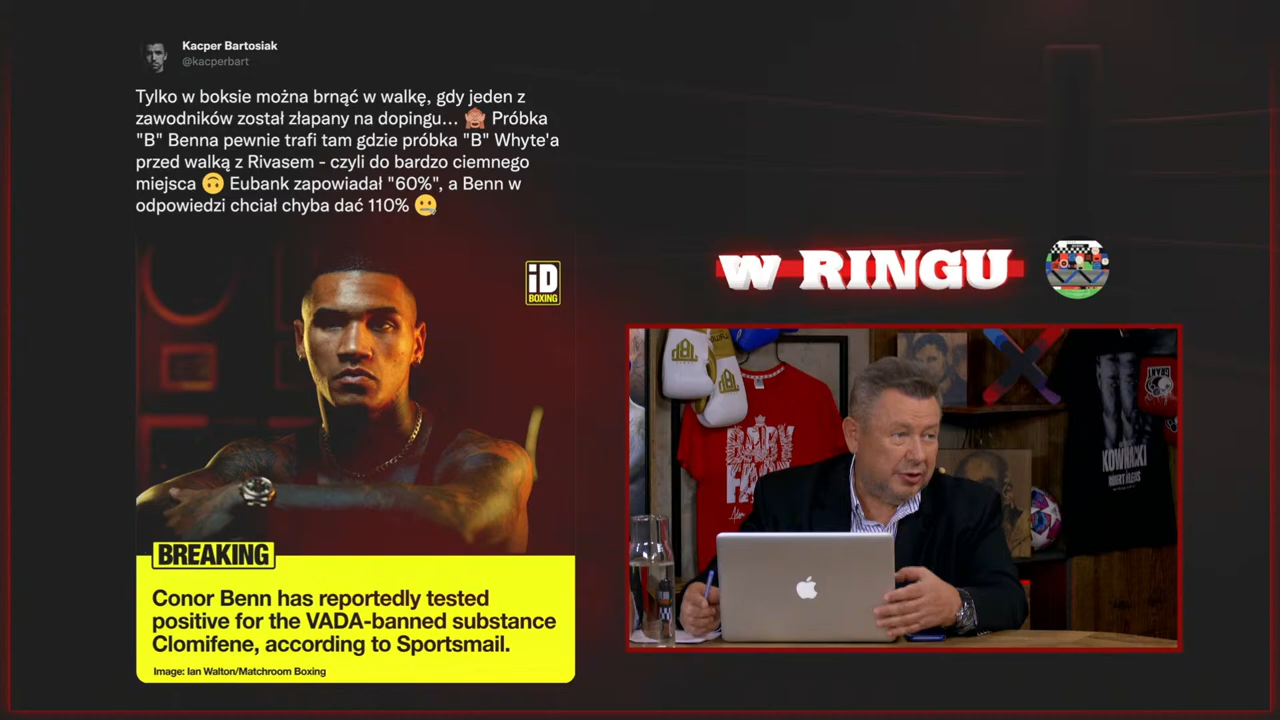 Kacper Bartosiak
@kacperbart
Tylko w boksie można brnąć w walkę, gdy jeden z
zawodników został złapany na dopingu... 🙈 Próbka
"B" Benna pewnie trafi tam gdzie próbka "B" Whyte'a
przed walką z Rivasem - czyli do bardzo ciemnego
miejsca 🙃 Eubank zapowiadał "60%", a Benn w
odpowiedzi chciał chyba dać 110% 🤐
iD
BOXING
BREAKING
Conor Benn has reportedly tested
positive for the VADA-banned substance
Clomifene, according to Sportsmail.
Image: Ian Walton/Matchroom Boxing
W RINGU
BABY
KOWNACKI